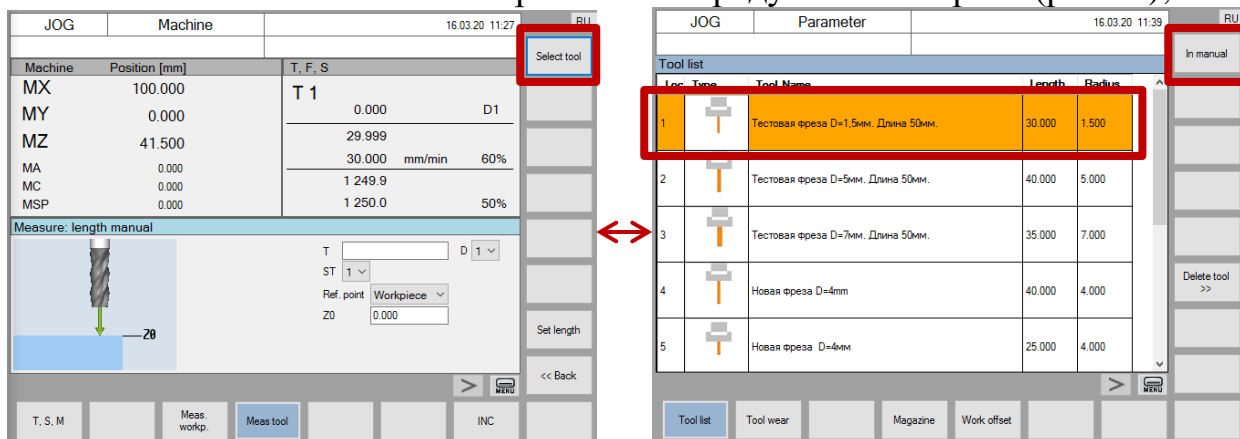 JOG Machine 16.03.20 11:27 RU
Select tool
Machine Position [mm] T, F, S
MX 100.000 T 1
MY 0.000 0.000 D1
MZ 41.500 29.999
30.000 mm/min 60%
MA 0.000
MC 0.000 1 249.9
MSP 0.000 1 250.0 50%
Measure: length manual
T D 1
ST 1
Ref. point Workpiece
Z0 0.000
Z0
Set length
<< Back
> MENU
T, S, M Meas. workp. Meas tool INC
JOG Parameter 16.03.20 11:39 RU
In manual
Tool list
Loc Type Tool Name Length Radius
1 Тестовая фреза D=1,5мм. Длина 50мм. 30.000 1.500
2 Тестовая фреза D=5мм. Длина 50мм. 40.000 5.000
3 Тестовая фреза D=7мм. Длина 50мм. 35.000 7.000
4 Новая фреза D=4mm 40.000 4.000
5 Новая фреза D=4мм 25.000 4.000
Delete tool
>>
> MENU
Tool list Tool wear Magazine Work offset